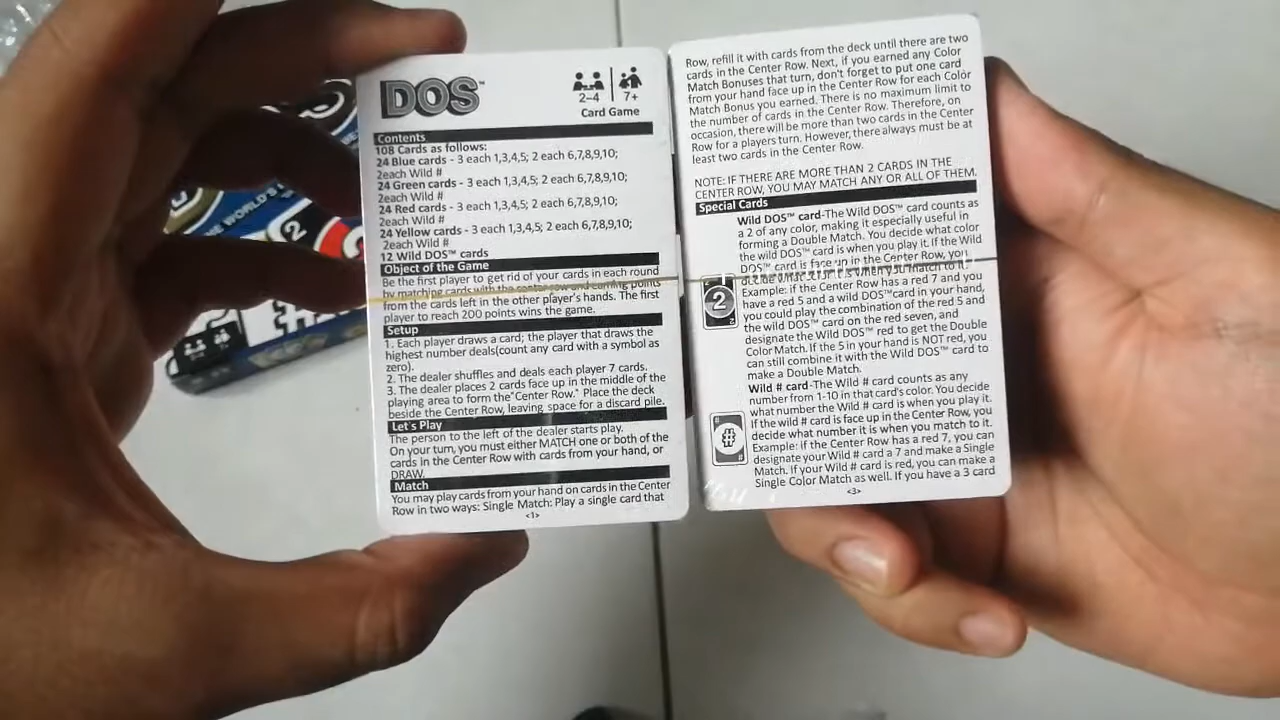 DOS™
2-4
7+
Card Game
Contents
108 Cards as follows:
24 Blue cards - 3 each 1,3,4,5; 2 each 6,7,8,9,10;
2each Wild #
24 Green cards - 3 each 1,3,4,5; 2 each 6,7,8,9,10;
2each Wild #
24 Red cards - 3 each 1,3,4,5; 2 each 6,7,8,9,10;
2each Wild #
24 Yellow cards - 3 each 1,3,4,5; 2 each 6,7,8,9,10;
2each Wild #
12 Wild DOS™ cards
Object of the Game
Be the first player to get rid of your cards in each round
by matching cards with the center row and earning points
from the cards left in the other player's hands. The first
player to reach 200 points wins the game.
Setup
1. Each player draws a card; the player that draws the
highest number deals(count any card with a symbol as
zero).
2. The dealer shuffles and deals each player 7 cards.
3. The dealer places 2 cards face up in the middle of the
playing area to form the"Center Row." Place the deck
beside the Center Row, leaving space for a discard pile.
Let's Play
The person to the left of the dealer starts play.
On your turn, you must either MATCH one or both of the
cards in the Center Row with cards from your hand, or
DRAW.
Match
You may play cards from your hand on cards in the Center
Row in two ways: Single Match: Play a single card that
<1>
Row, refill it with cards from the deck until there are two
cards in the Center Row. Next, if you earned any Color
Match Bonuses that turn, don't forget to put one card
from your hand face up in the Center Row for each Color
Match Bonus you earned. There is no maximum limit to
the number of cards in the Center Row. Therefore, on
occasion, there will be more than two cards in the Center
Row for a players turn. However, there always must be at
least two cards in the Center Row.
NOTE: IF THERE ARE MORE THAN 2 CARDS IN THE
CENTER ROW, YOU MAY MATCH ANY OR ALL OF THEM.
Special Cards
Wild DOS™ card-The Wild DOS™ card counts as
a 2 of any color, making it especially useful in
forming a Double Match. You decide what color
the wild DOS™ card is when you play it. If the Wild
DOS™ card is face up in the Center Row, you
decide what color it is when you match to it.
Example: if the Center Row has a red 7 and you
have a red 5 and a wild DOS™card in your hand,
you could play the combination of the red 5 and
the wild DOS™ card on the red seven, and
designate the Wild DOS™ red to get the Double
Color Match. If the 5 in your hand is NOT red, you
can still combine it with the Wild DOS™ card to
make a Double Match.
2
Wild # card-The Wild # card counts as any
number from 1-10 in that card's color. You decide
what number the Wild # card is when you play it.
If the wild # card is face up in the Center Row, you
decide what number it is when you match to it.
Example: if the Center Row has a red 7, you can
designate your Wild # card a 7 and make a Single
Match. If your Wild # card is red, you can make a
Single Color Match as well. If you have a 3 card
#
<3>
THE WORLD'S
2